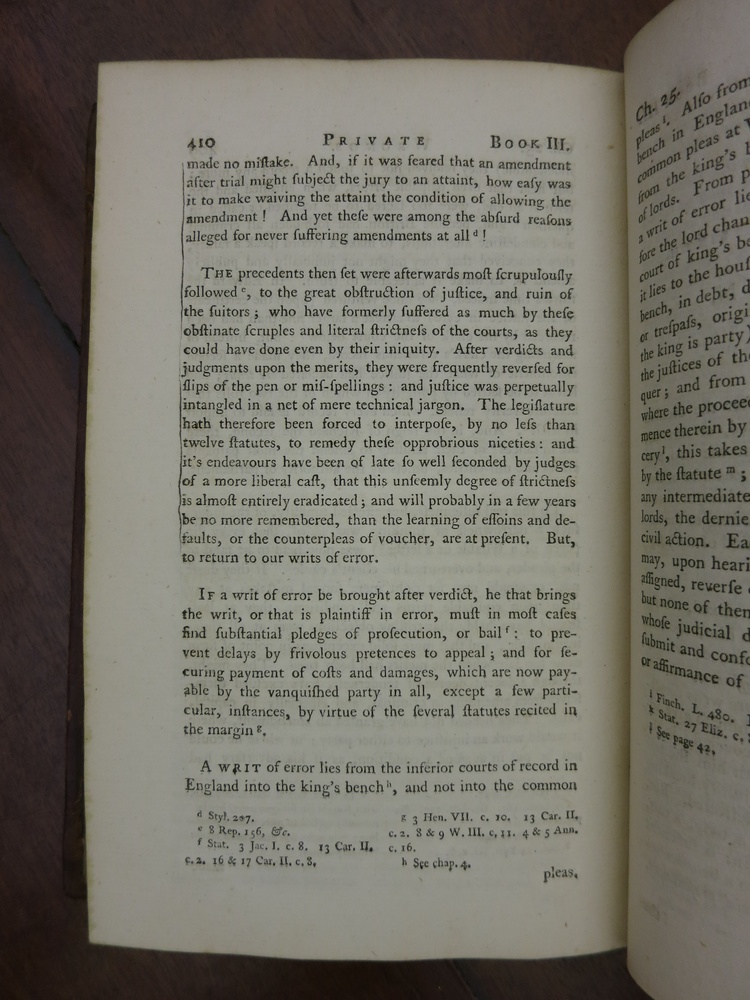 410 PRIVATE BOOK III.
made no miſtake. And, if it was feared that an amendment
after trial might ſubject the jury to an attaint, how eaſy was
it to make waiving the attaint the condition of allowing the
amendment! And yet theſe were among the abſurd reaſons
alleged for never ſuffering amendments at all d !
THE precedents then ſet were afterwards moſt ſcrupulouſly
followed e, to the great obſtruction of juſtice, and ruin of
the ſuitors; who have formerly ſuffered as much by theſe
obſtinate ſcruples and literal ſtrictneſs of the courts, as they
could have done even by their iniquity. After verdicts and
judgments upon the merits, they were frequently reverſed for
ſlips of the pen or miſ-ſpellings: and juſtice was perpetually
intangled in a net of mere technical jargon. The legiſlature
hath therefore been forced to interpoſe, by no leſs than
twelve ſtatutes, to remedy theſe opprobrious niceties: and
it's endeavours have been of late ſo well ſeconded by judges
of a more liberal caſt, that this unſeemly degree of ſtrictneſs
is almoſt entirely eradicated; and will probably in a few years
be no more remembered, than the learning of eſſoins and de-
faults, or the counterpleas of voucher, are at preſent. But,
to return to our writs of error.
IF a writ of error be brought after verdict, he that brings
the writ, or that is plaintiff in error, muſt in moſt caſes
find ſubſtantial pledges of proſecution, or bail f: to pre-
vent delays by frivolous pretences to appeal; and for ſe-
curing payment of coſts and damages, which are now pay-
able by the vanquiſhed party in all, except a few parti-
cular, inſtances, by virtue of the ſeveral ſtatutes recited in
the margin g.
A WRIT of error lies from the inferior courts of record in
England into the king's bench h, and not into the common
d Styl. 207.
e 8 Rep. 156, &c.
f Stat. 3 Jac. I. c. 8. 13 Car. II.
c. 2. 16 & 17 Car. II. c. 8.
g 3 Hen. VII. c. 10. 13 Car. II.
c. 2. 8 & 9 W. III. c, 11. 4 & 5 Ann.
c. 16.
h See chap. 4.
pleas.
Ch. 25.
pleas i. Alſo from
bench in England
common pleas at
from the king's
of lords. From
a writ of error lie
fore the lord chan
court of king's be
it lies to the houſ
bench, in debt, d
or treſpaſs, origi
the king is party)
the juſtices of the
quer; and from
where the procee
mence therein by
cery l, this takes
by the ſtatute m;
any intermediate
lords, the dernie
civil action. Ea
may, upon heari
aſſigned, reverſe
but none of them
whoſe judicial d
ſubmit and conf
or affirmance of
i Finch. L. 480.
k Stat. 27 Eliz. c. 8
l See page 42.